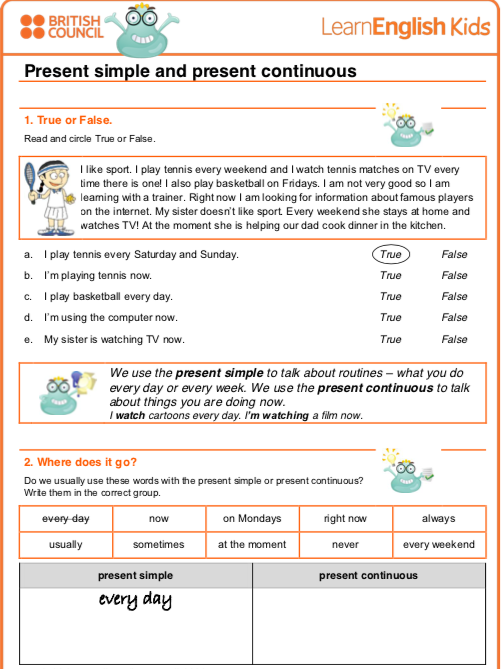 BRITISH
COUNCIL
LearnEnglish Kids
Present simple and present continuous
1. True or False.
Read and circle True or False.
I like sport. I play tennis every weekend and I watch tennis matches on TV every
time there is one! I also play basketball on Fridays. I am not very good so I am
learning with a trainer. Right now I am looking for information about famous players
on the internet. My sister doesn't like sport. Every weekend she stays at home and
watches TV! At the moment she is helping our dad cook dinner in the kitchen.
a. I play tennis every Saturday and Sunday. True False
b. I'm playing tennis now. True False
c. I play basketball every day. True False
d. I'm using the computer now. True False
e. My sister is watching TV now. True False
We use the present simple to talk about routines – what you do
every day or every week. We use the present continuous to talk
about things you are doing now.
I watch cartoons every day. I'm watching a film now.
2. Where does it go?
Do we usually use these words with the present simple or present continuous?
Write them in the correct group.
every day now on Mondays right now always
usually sometimes at the moment never every weekend
present simple present continuous
every day